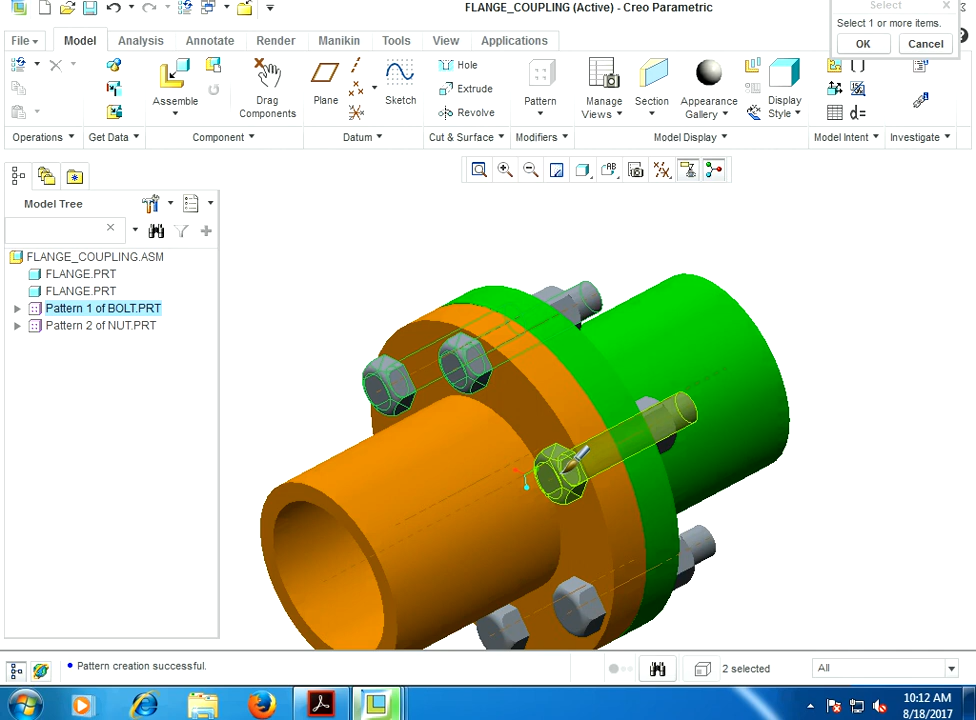 FLANGE_COUPLING (Active) - Creo Parametric
Select
Select 1 or more items.
OK Cancel
File Model Analysis Annotate Render Manikin Tools View Applications
Assemble
Drag Components
Plane
Sketch
Hole
Extrude
Revolve
Pattern
Manage Views
Section
Appearance Gallery
Display Style
d=
Operations Get Data Component Datum Cut & Surface Modifiers Model Display Model Intent Investigate
Model Tree
FLANGE_COUPLING.ASM
FLANGE.PRT
FLANGE.PRT
Pattern 1 of BOLT.PRT
Pattern 2 of NUT.PRT
Pattern creation successful.
2 selected
All
10:12 AM
8/18/2017